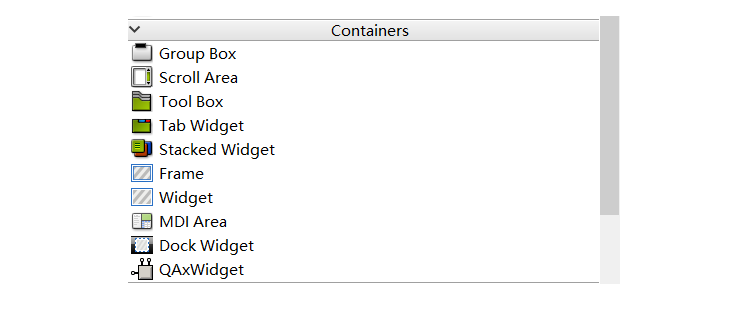 Containers
Group Box
Scroll Area
Tool Box
Tab Widget
Stacked Widget
Frame
Widget
MDI Area
Dock Widget
QAxWidget